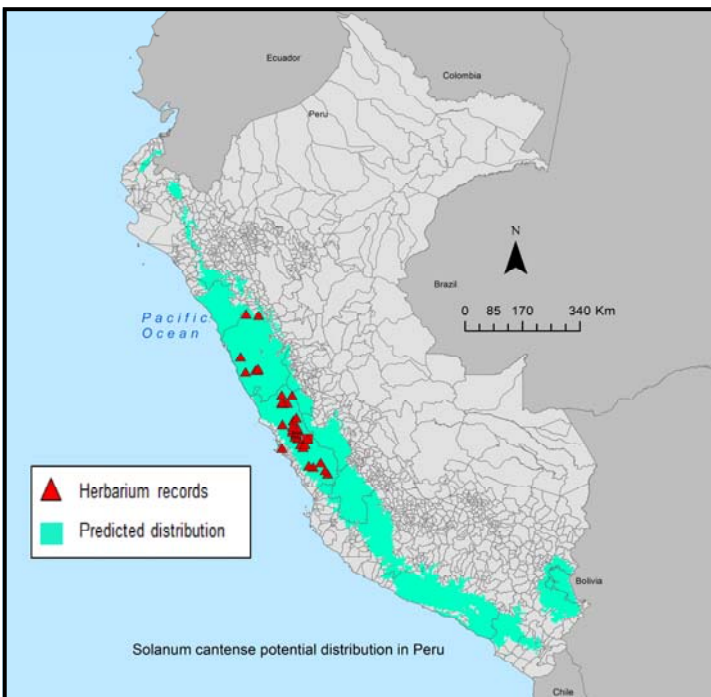 Ecuador
Colombia
Peru
N
Brazil
0 85 170 340 Km
Pacific
Ocean
Herbarium records
Predicted distribution
Bolivia
Solanum cantense potential distribution in Peru
Chile